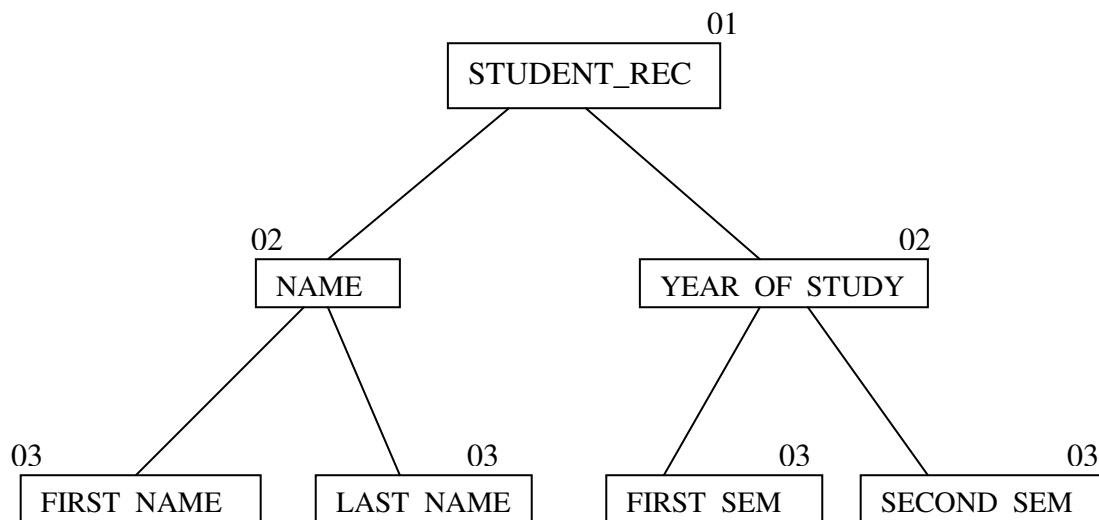 01
STUDENT_REC
02
02
NAME
YEAR OF STUDY
03
03
03
03
FIRST NAME
LAST NAME
FIRST SEM
SECOND SEM